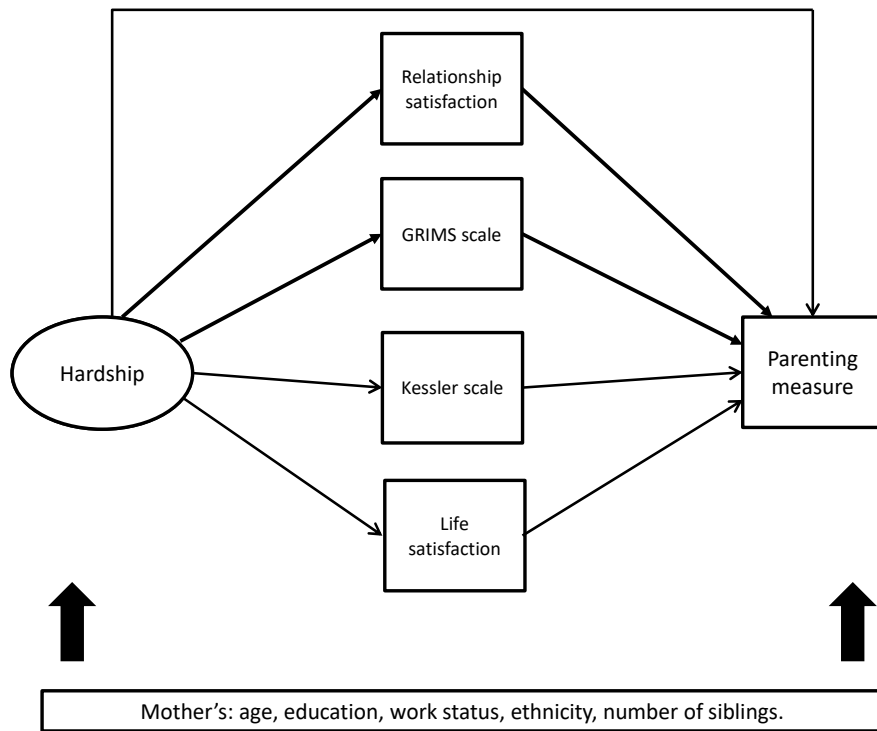 Relationship
satisfaction
GRIMS scale
Hardship
Kessler scale
Parenting
measure
Life
satisfaction
Mother’s: age, education, work status, ethnicity, number of siblings.